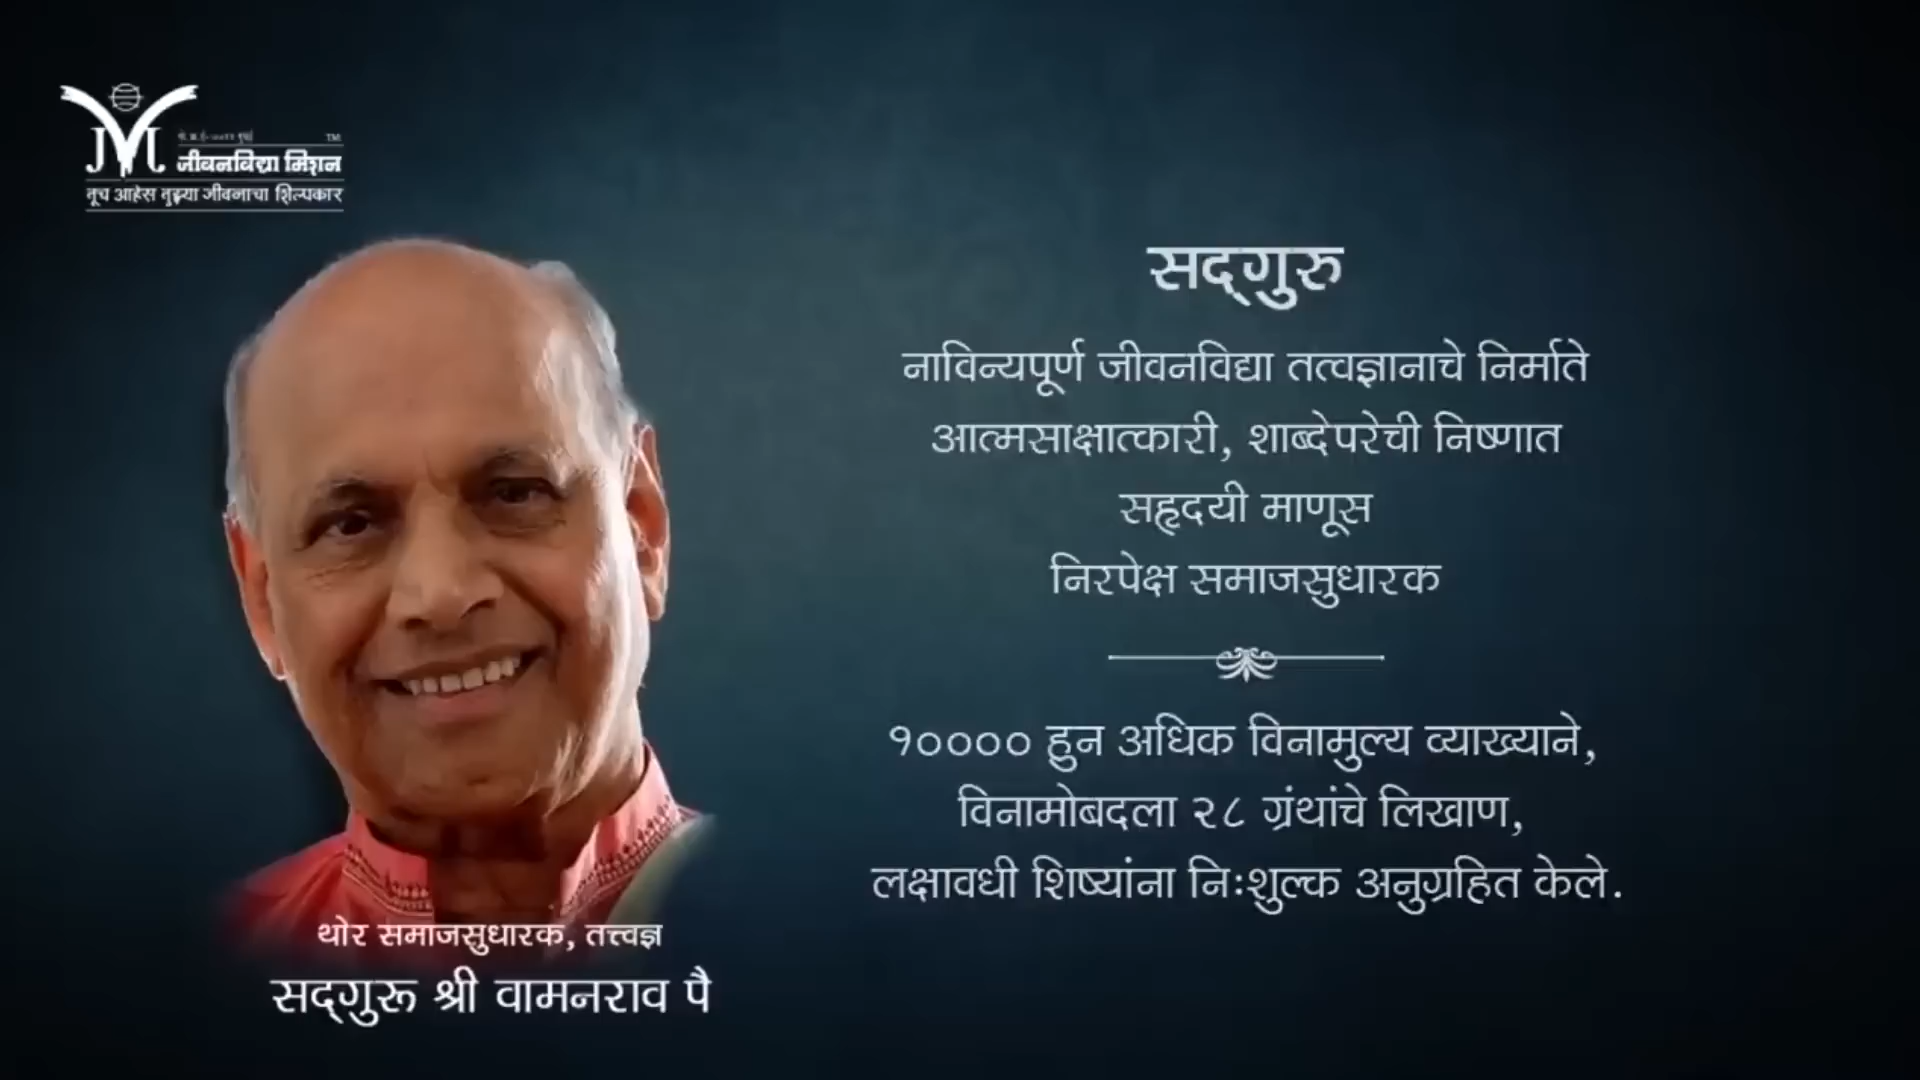 TM
जीवनविद्या मिशन
तूच आहेस तुझ्या जीवनाचा शिल्पकार
सद्‌गुरु
नाविन्यपूर्ण जीवनविद्या तत्वज्ञानाचे निर्माते
आत्मसाक्षात्कारी, शाब्देपरेची निष्णात
सहृदयी माणूस
निरपेक्ष समाजसुधारक
१०००० हुन अधिक विनामुल्य व्याख्याने,
विनामोबदला २८ ग्रंथांचे लिखाण,
लक्षावधी शिष्यांना निःशुल्क अनुग्रहित केले.
थोर समाजसुधारक, तत्त्वज्ञ
सद्‌गुरू श्री वामनराव पै